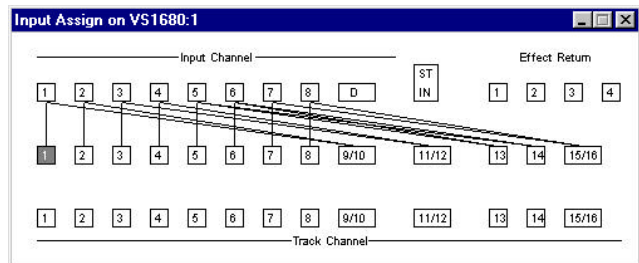 Input Assign on VS1680:1
Input Channel Effect Return
ST
1 2 3 4 5 6 7 8 D IN 1 2 3 4
1 2 3 4 5 6 7 8 9/10 11/12 13 14 15/16
1 2 3 4 5 6 7 8 9/10 11/12 13 14 15/16
Track Channel